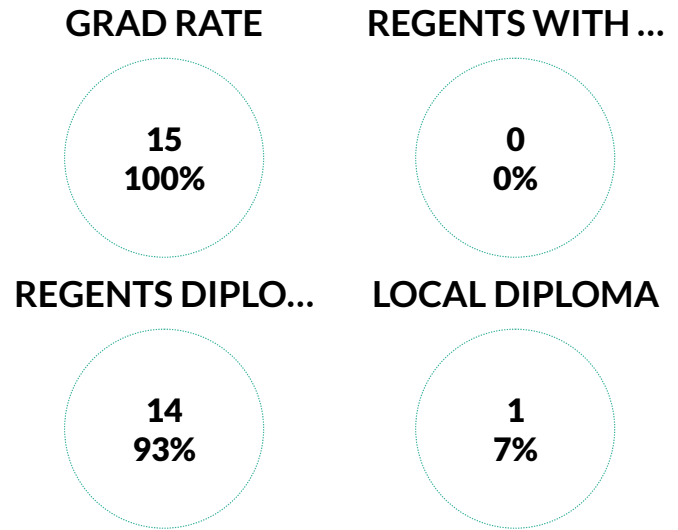 GRAD RATE
15
100%
REGENTS WITH ...
0
0%
REGENTS DIPLO...
14
93%
LOCAL DIPLOMA
1
7%